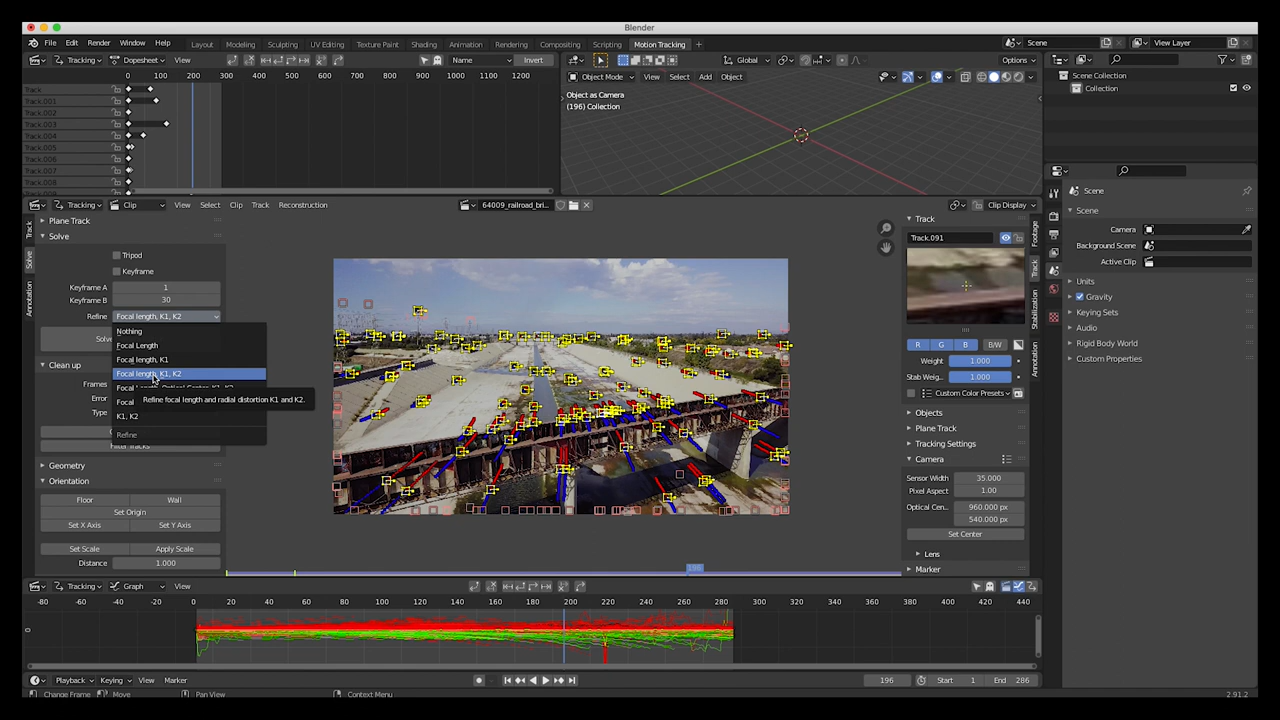 Blender
File Edit Render Window Help Layout Modeling Sculpting UV Editing Texture Paint Shading Animation Rendering Compositing Scripting Motion Tracking + Scene View Layer
Tracking Dopesheet View Name Invert
0 100 200 300 400 500 600 700 800 900 1000 1100 1200
Track
Track.001
Track.002
Track.003
Track.004
Track.005
Track.006
Track.007
Track.008
Global Options
Object Mode View Select Add Object
Object as Camera
(196) Collection
Scene Collection
Collection
Tracking Clip View Select Clip Track Reconstruction 64009_railroad_bri... Clip Display
Track
Solve
Annotation
Plane Track
Solve
Tripod
Keyframe
Keyframe A 1
Keyframe B 30
Refine Focal length, K1, K2
Nothing
Focal Length
Focal length, K1
Focal length, K1, K2
Refine focal length and radial distortion K1 and K2.
K1, K2
Refine
Clean up
Frames
Error
Type
Filter Tracks
Geometry
Orientation
Floor Wall
Set Origin
Set X Axis Set Y Axis
Set Scale Apply Scale
Distance 1.000
196
Track
Track.091
R G B B/W
Weight 1.000
Stab Weig... 1.000
Custom Color Presets
Objects
Plane Track
Tracking Settings
Camera
Sensor Width 35.000
Pixel Aspect 1.00
Optical Cen... 960.000 px
540.000 px
Set Center
Lens
Marker
Footage
Track
Stabilization
Annotation
Scene
Scene
Camera
Background Scene
Active Clip
Units
Gravity
Keying Sets
Audio
Rigid Body World
Custom Properties
Tracking Graph View
-80 -60 -40 -20 0 20 40 60 80 100 120 140 160 180 200 220 240 260 280 300 320 340 360 380 400 420 440
0
Playback Keying View Marker 196 Start 1 End 286
Change Frame Move Pan View Context Menu 2.91.2